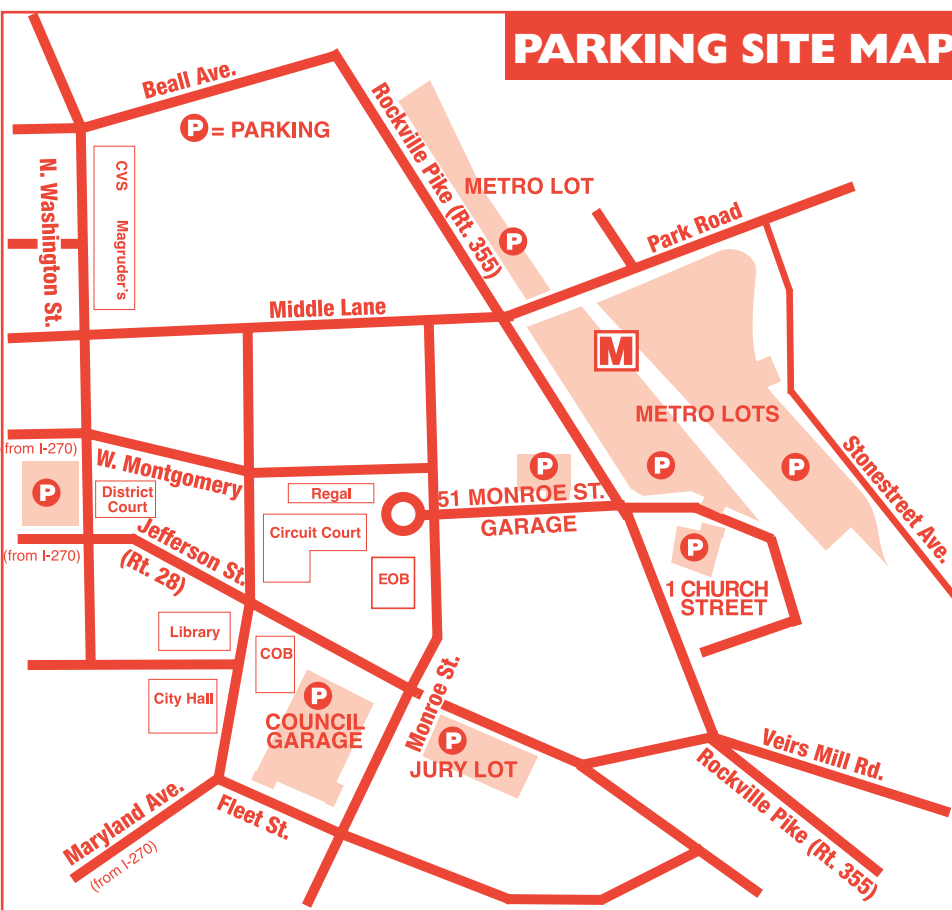 PARKING SITE MAP
Beall Ave.
P = PARKING
Rockville Pike (Rt. 355)
N. Washington St.
CVS
Magruder's
METRO LOT
P
Park Road
Middle Lane
M
METRO LOTS
P
P
Stonestreet Ave.
(from I-270)
P
W. Montgomery
District
Court
Regal
Circuit Court
P
51 MONROE ST.
GARAGE
(from I-270)
Jefferson St.
(Rt. 28)
EOB
P
1 CHURCH
STREET
Library
COB
City Hall
P
COUNCIL
GARAGE
Monroe St.
P
JURY LOT
Veirs Mill Rd.
Rockville Pike (Rt. 355)
Maryland Ave.
(from I-270)
Fleet St.